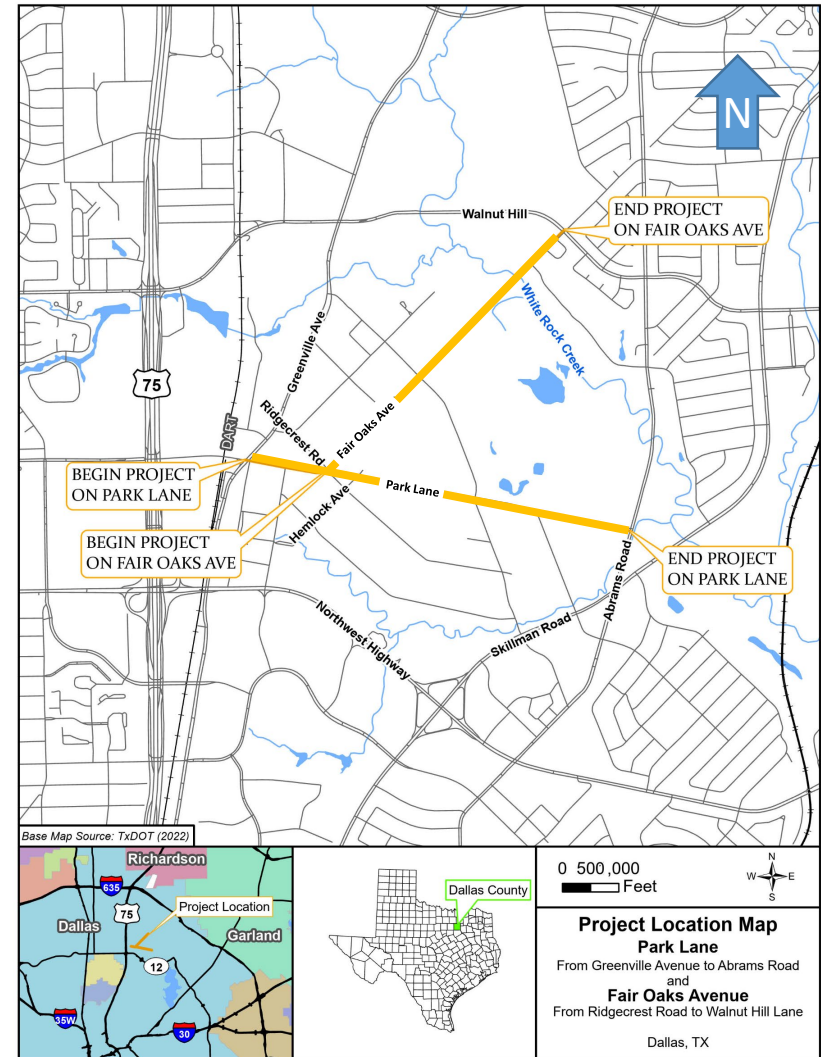 N
Walnut Hill
END PROJECT
ON FAIR OAKS AVE
White Rock Creek
Greenville Ave
75
DART
Ridgecrest Rd
Fair Oaks Ave
BEGIN PROJECT
ON PARK LANE
Park Lane
Hemlock Ave
BEGIN PROJECT
ON FAIR OAKS AVE
END PROJECT
ON PARK LANE
Abrams Road
Skillman Road
Northwest Highway
Base Map Source: TxDOT (2022)
Richardson
635
75
Project Location
Dallas
Garland
12
35W
30
Dallas County
0 500,000
Feet
N
W E
S
Project Location Map
Park Lane
From Greenville Avenue to Abrams Road
and
Fair Oaks Avenue
From Ridgecrest Road to Walnut Hill Lane
Dallas, TX